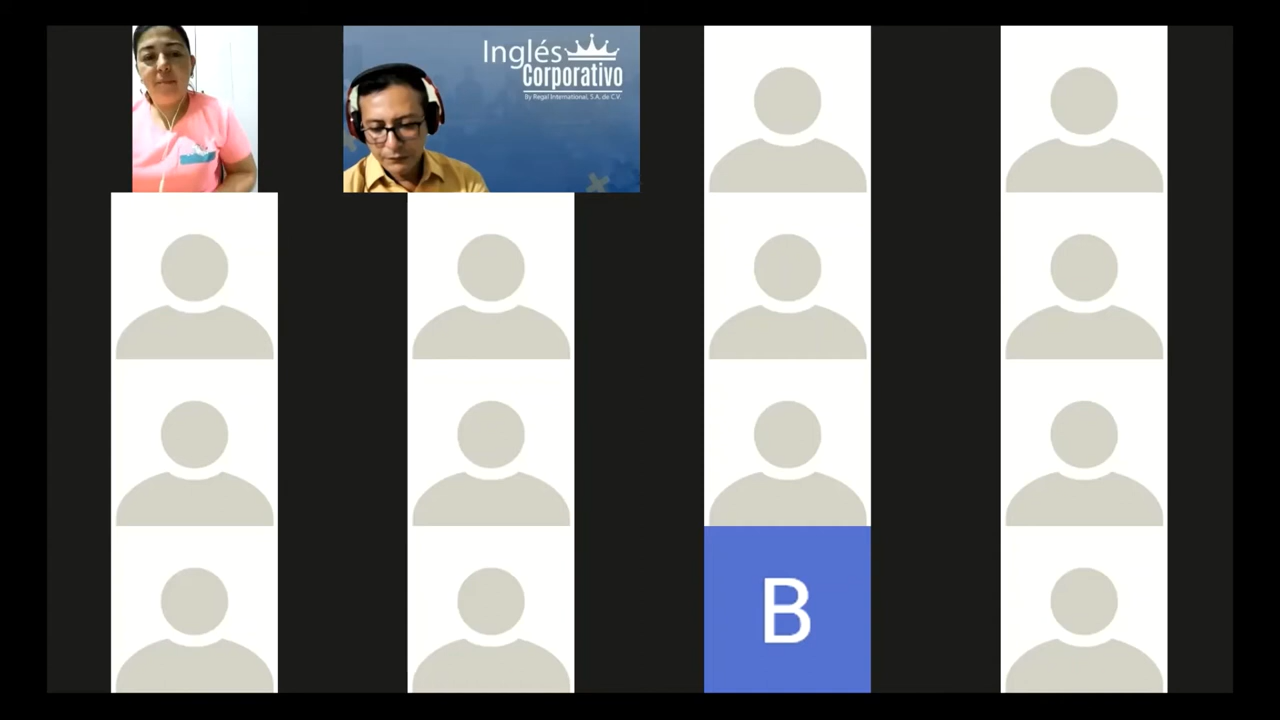 Inglés
Corporativo
By Regal International, S.A. de C.V.
B